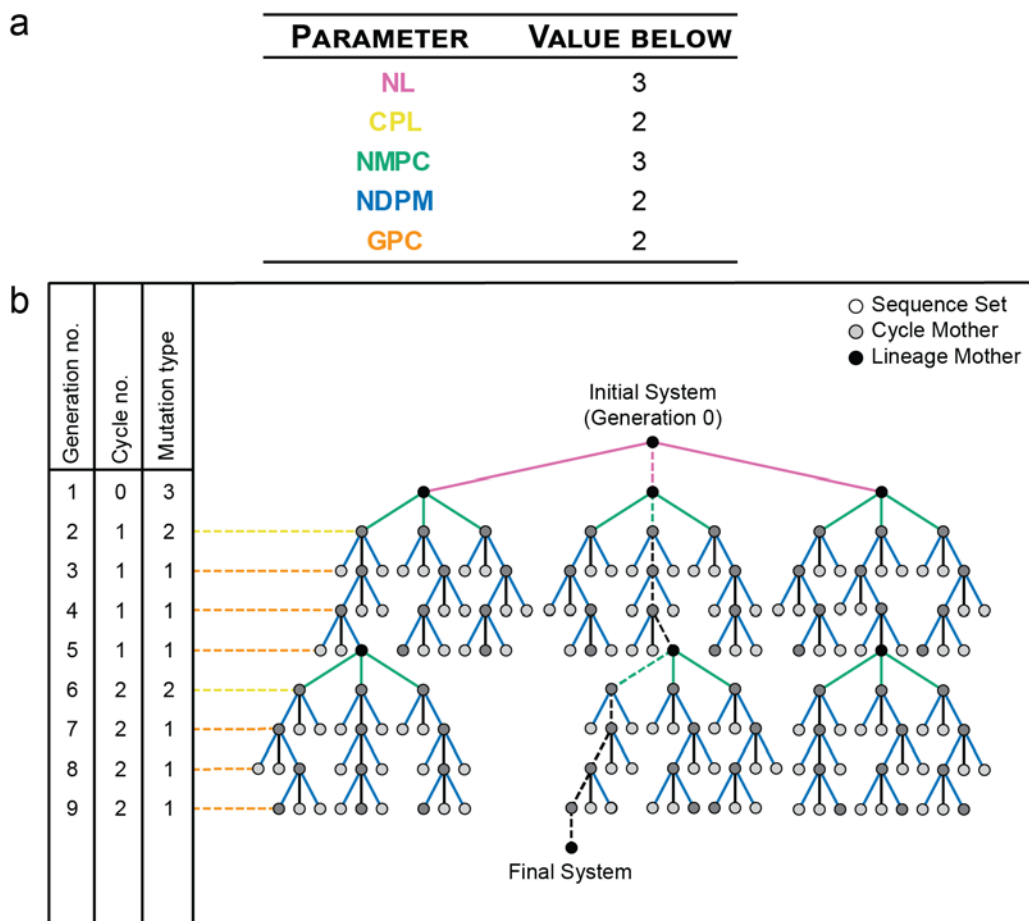 a
PARAMETER VALUE BELOW
NL 3
CPL 2
NMPC 3
NDPM 2
GPC 2
b
Generation no. Cycle no. Mutation type
Sequence Set
Cycle Mother
Lineage Mother
Initial System
(Generation 0)
1 0 3
2 1 2
3 1 1
4 1 1
5 1 1
6 2 2
7 2 1
8 2 1
9 2 1
Final System